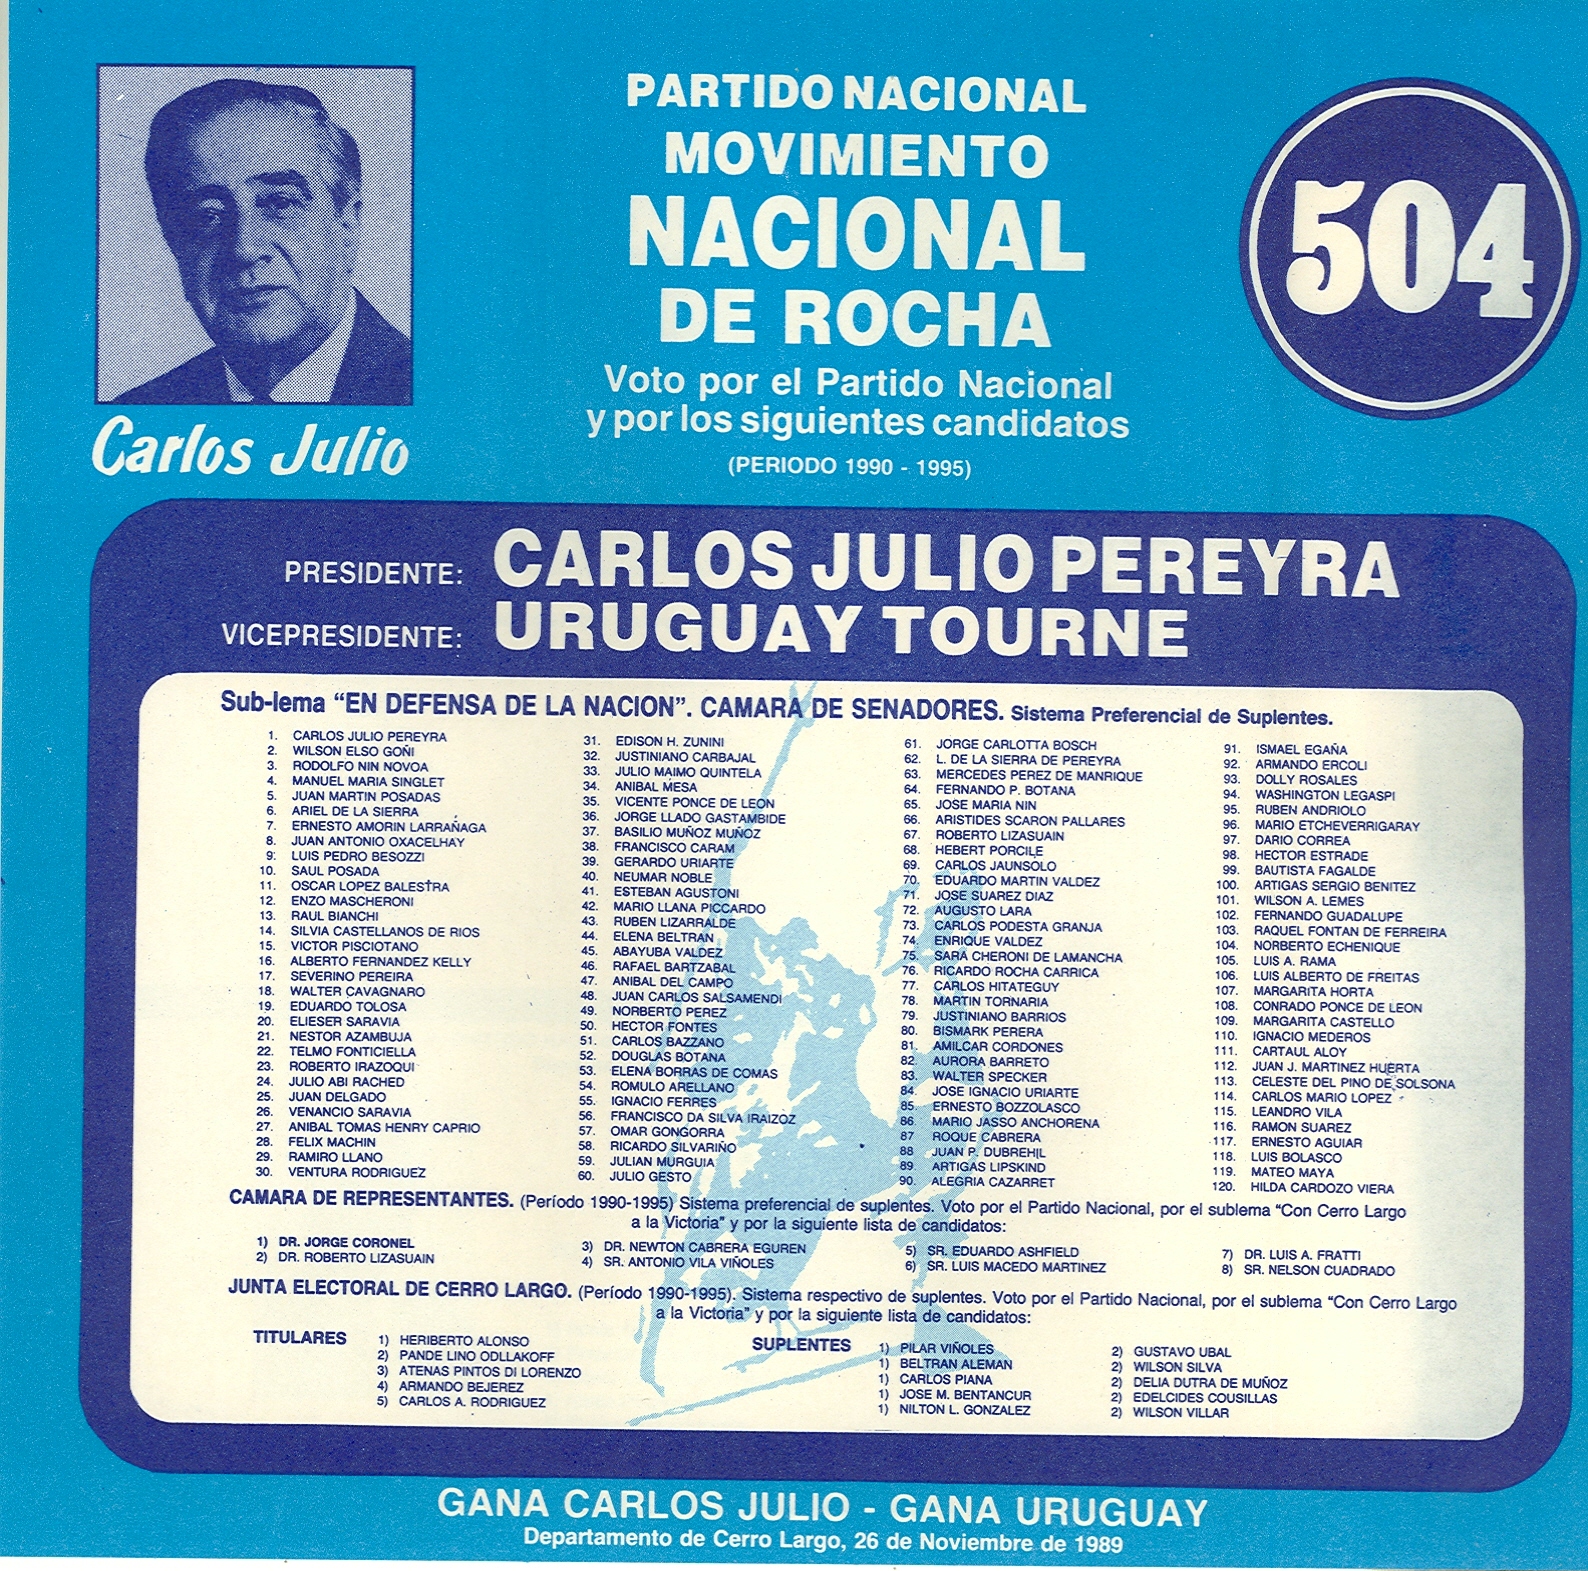 PARTIDO NACIONAL
MOVIMIENTO
NACIONAL
DE ROCHA
504
Voto por el Partido Nacional
y por los siguientes candidatos
(PERIODO 1990 - 1995)
Carlos Julio
PRESIDENTE: CARLOS JULIO PEREYRA
VICEPRESIDENTE: URUGUAY TOURNE
Sub-lema “EN DEFENSA DE LA NACION”. CAMARA DE SENADORES. Sistema Preferencial de Suplentes.
1. CARLOS JULIO PEREYRA
2. WILSON ELSO GOÑI
3. RODOLFO NIN NOVOA
4. MANUEL MARIA SINGLET
5. JUAN MARTIN POSADAS
6. ARIEL DE LA SIERRA
7. ERNESTO AMORIN LARRAÑAGA
8. JUAN ANTONIO OXACELHAY
9. LUIS PEDRO BESOZZI
10. SAUL POSADA
11. OSCAR LOPEZ BALESTRA
12. ENZO MASCHERONI
13. RAUL BIANCHI
14. SILVIA CASTELLANOS DE RIOS
15. VICTOR PISCIOTANO
16. ALBERTO FERNANDEZ KELLY
17. SEVERINO PEREIRA
18. WALTER CAVAGNARO
19. EDUARDO TOLOSA
20. ELIESER SARAVIA
21. NESTOR AZAMBUJA
22. TELMO FONTICIELLA
23. ROBERTO IRAZOQUI
24. JULIO ABI RACHED
25. JUAN DELGADO
26. VENANCIO SARAVIA
27. ANIBAL TOMAS HENRY CAPRIO
28. FELIX MACHIN
29. RAMIRO LLANO
30. VENTURA RODRIGUEZ
31. EDISON H. ZUNINI
32. JUSTINIANO CARBAJAL
33. JULIO MAIMO QUINTELA
34. ANIBAL MESA
35. VICENTE PONCE DE LEON
36. JORGE LLADO GASTAMBIDE
37. BASILIO MUÑOZ MUÑOZ
38. FRANCISCO CARAM
39. GERARDO URIARTE
40. NEUMAR NOBLE
41. ESTEBAN AGUSTONI
42. MARIO LLANA PICCARDO
43. RUBEN LIZARRALDE
44. ELENA BELTRAN
45. ABAYUBA VALDEZ
46. RAFAEL BARTZABAL
47. ANIBAL DEL CAMPO
48. JUAN CARLOS SALSAMENDI
49. NORBERTO PEREZ
50. HECTOR FONTES
51. CARLOS BAZZANO
52. DOUGLAS BOTANA
53. ELENA BORRAS DE COMAS
54. ROMULO ARELLANO
55. IGNACIO FERRES
56. FRANCISCO DA SILVA IRAIZOZ
57. OMAR GONGORRA
58. RICARDO SILVARIÑO
59. JULIAN MURGUIA
60. JULIO GESTO
61. JORGE CARLOTTA BOSCH
62. L. DE LA SIERRA DE PEREYRA
63. MERCEDES PEREZ DE MANRIQUE
64. FERNANDO P. BOTANA
65. JOSE MARIA NIN
66. ARISTIDES SCARON PALLARES
67. ROBERTO LIZASUAIN
68. HEBERT PORCILE
69. CARLOS JAUNSOLO
70. EDUARDO MARTIN VALDEZ
71. JOSE SUAREZ DIAZ
72. AUGUSTO LARA
73. CARLOS PODESTA GRANJA
74. ENRIQUE VALDEZ
75. SARA CHERONI DE LAMANCHA
76. RICARDO ROCHA CARRICA
77. CARLOS HITATEGUY
78. MARTIN TORNARIA
79. JUSTINIANO BARRIOS
80. BISMARK PERERA
81. AMILCAR CORDONES
82. AURORA BARRETO
83. WALTER SPECKER
84. JOSE IGNACIO URIARTE
85. ERNESTO BOZZOLASCO
86. MARIO JASSO ANCHORENA
87 ROQUE CABRERA
88 JUAN P. DUBREHIL
89. ARTIGAS LIPSKIND
90. ALEGRIA CAZARRET
91. ISMAEL EGAÑA
92. ARMANDO ERCOLI
93. DOLLY ROSALES
94. WASHINGTON LEGASPI
95. RUBEN ANDRIOLO
96. MARIO ETCHEVERRIGARAY
97. DARIO CORREA
98. HECTOR ESTRADE
99. BAUTISTA FAGALDE
100. ARTIGAS SERGIO BENITEZ
101. WILSON A. LEMES
102. FERNANDO GUADALUPE
103. RAQUEL FONTAN DE FERREIRA
104. NORBERTO ECHENIQUE
105. LUIS A. RAMA
106. LUIS ALBERTO DE FREITAS
107. MARGARITA HORTA
108. CONRADO PONCE DE LEON
109. MARGARITA CASTELLO
110. IGNACIO MEDEROS
111. CARTAUL ALOY
112. JUAN J. MARTINEZ HUERTA
113. CELESTE DEL PINO DE SOLSONA
114. CARLOS MARIO LOPEZ
115. LEANDRO VILA
116. RAMON SUAREZ
117. ERNESTO AGUIAR
118. LUIS BOLASCO
119. MATEO MAYA
120. HILDA CARDOZO VIERA
CAMARA DE REPRESENTANTES. (Período 1990-1995) Sistema preferencial de suplentes. Voto por el Partido Nacional, por el sublema “Con Cerro Largo
a la Victoria” y por la siguiente lista de candidatos:
1) DR. JORGE CORONEL
2) DR. ROBERTO LIZASUAIN
3) DR. NEWTON CABRERA EGUREN
4) SR. ANTONIO VILA VIÑOLES
5) SR. EDUARDO ASHFIELD
6) SR. LUIS MACEDO MARTINEZ
7) DR. LUIS A. FRATTI
8) SR. NELSON CUADRADO
JUNTA ELECTORAL DE CERRO LARGO. (Período 1990-1995). Sistema respectivo de suplentes. Voto por el Partido Nacional, por el sublema “Con Cerro Largo
a la Victoria” y por la siguiente lista de candidatos:
TITULARES
1) HERIBERTO ALONSO
2) PANDE LINO ODLLAKOFF
3) ATENAS PINTOS DI LORENZO
4) ARMANDO BEJEREZ
5) CARLOS A. RODRIGUEZ
SUPLENTES
1) PILAR VIÑOLES
1) BELTRAN ALEMAN
1) CARLOS PIANA
1) JOSE M. BENTANCUR
1) NILTON L. GONZALEZ
2) GUSTAVO UBAL
2) WILSON SILVA
2) DELIA DUTRA DE MUÑOZ
2) EDELCIDES COUSILLAS
2) WILSON VILLAR
GANA CARLOS JULIO - GANA URUGUAY
Departamento de Cerro Largo, 26 de Noviembre de 1989